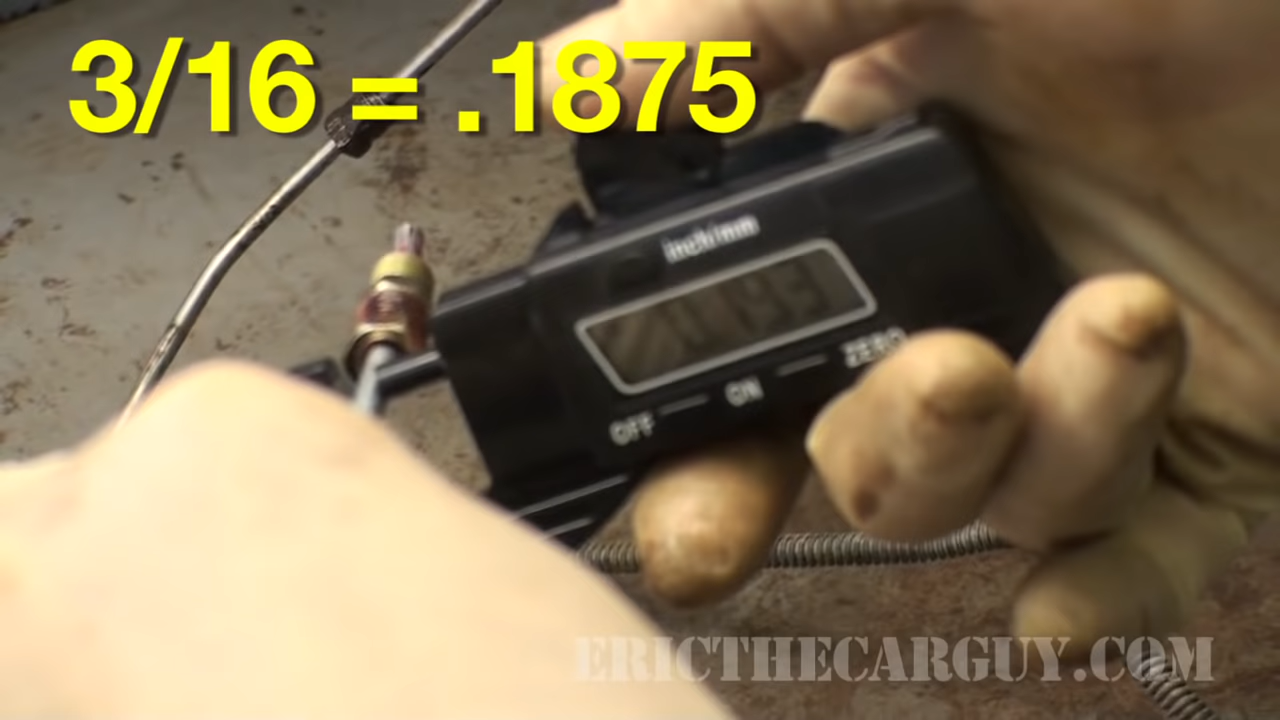 3/16 = .1875
inch/mm
OFF ON ZERO
ERICTHECARGUY.COM